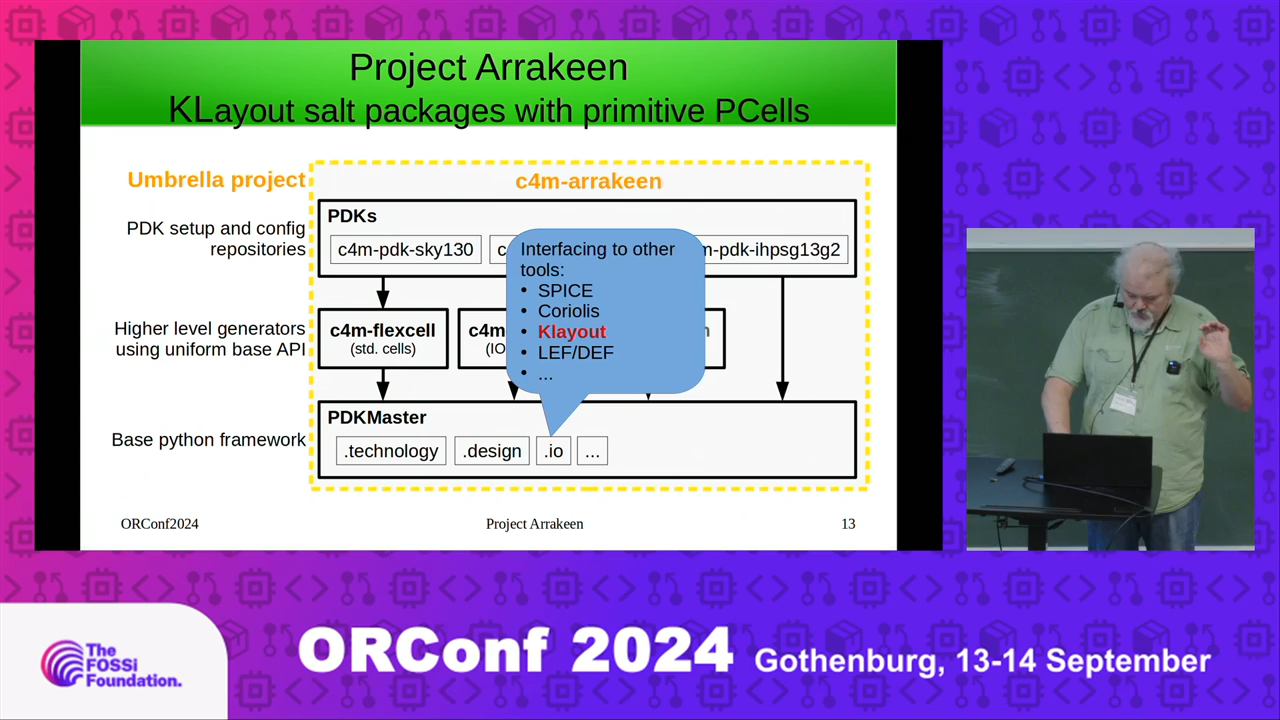 Project Arrakeen
KLayout salt packages with primitive PCells
Umbrella project
c4m-arrakeen
PDK setup and config
repositories
PDKs
c4m-pdk-sky130
c
m-pdk-ihpsg13g2
Interfacing to other
tools:
• SPICE
• Coriolis
• Klayout
• LEF/DEF
• ...
Higher level generators
using uniform base API
c4m-flexcell
(std. cells)
c4m
(IO
Base python framework
PDKMaster
.technology
.design
.io
...
ORConf2024
Project Arrakeen
13
The
FOSSi
Foundation.
ORConf 2024 Gothenburg, 13-14 September